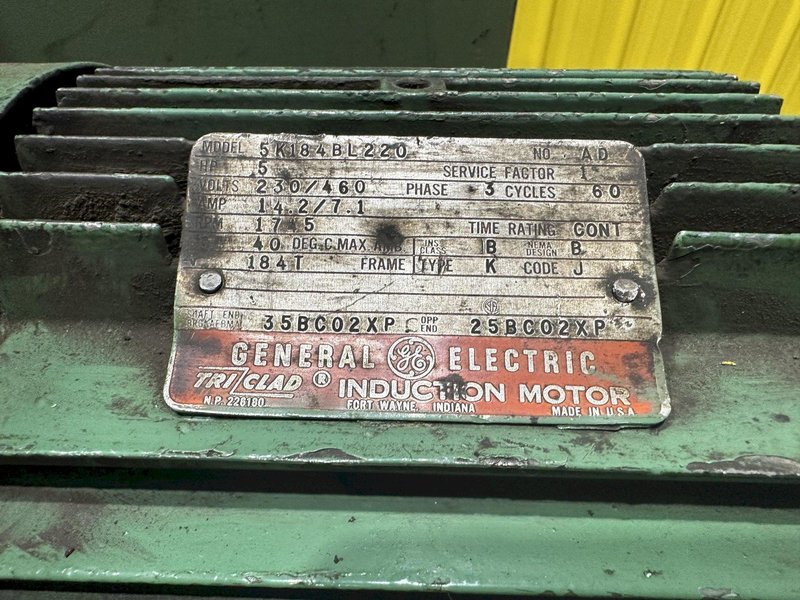 MODEL 5K184BL220 NO. AD
HP 5 SERVICE FACTOR 1
VOLTS 230/460 PHASE 3 CYCLES 60
AMP 14.2/7.1
RPM 1745 TIME RATING CONT
40 DEG.C.MAX AMB. INS. CLASS B NEMA DESIGN B
184T FRAME TYPE K CODE J
SHAFT END 35BC02XP OPP END 25BC02XP
GENERAL GE ELECTRIC
TRI/CLAD ® INDUCTION MOTOR
N.P. 226180 FORT WAYNE, INDIANA MADE IN U.S.A.